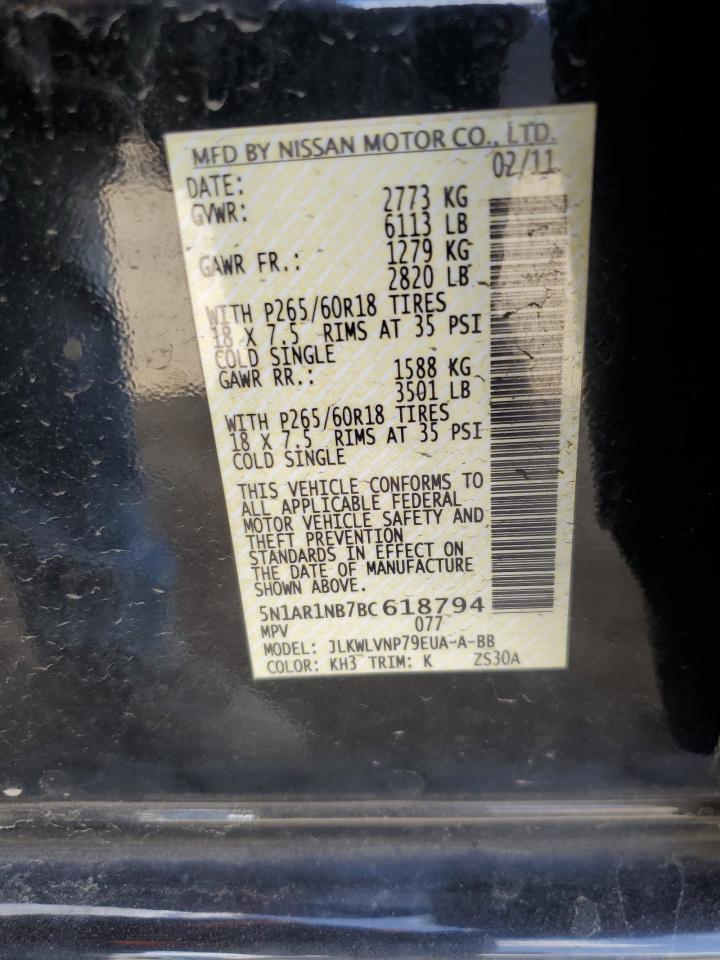 MFD BY NISSAN MOTOR CO., LTD.
DATE: 02/11
GVWR: 2773 KG
6113 LB
GAWR FR.: 1279 KG
2820 LB
WITH P265/60R18 TIRES
18 X 7.5 RIMS AT 35 PSI
COLD SINGLE
GAWR RR.: 1588 KG
3501 LB
WITH P265/60R18 TIRES
18 X 7.5 RIMS AT 35 PSI
COLD SINGLE
THIS VEHICLE CONFORMS TO
ALL APPLICABLE FEDERAL
MOTOR VEHICLE SAFETY AND
THEFT PREVENTION
STANDARDS IN EFFECT ON
THE DATE OF MANUFACTURE
SHOWN ABOVE.
5N1AR1NB7BC618794
MPV 077
MODEL: JLKWLVNP79EUA-A-BB
COLOR: KH3 TRIM: K ZS30A